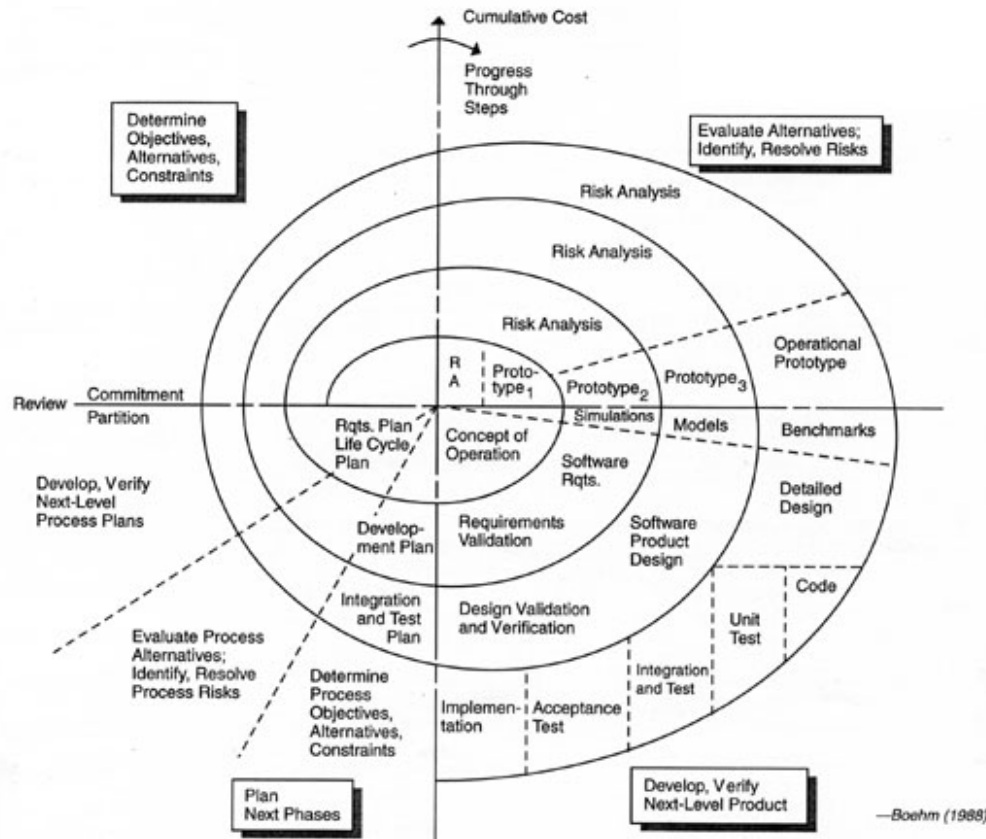 Cumulative Cost
Progress
Through
Steps
Determine
Objectives,
Alternatives,
Constraints
Evaluate Alternatives;
Identify, Resolve Risks
Risk Analysis
Risk Analysis
Risk Analysis
R
A
Proto-
type1
Prototype2
Prototype3
Operational
Prototype
Review
Commitment
Partition
Simulations
Models
Benchmarks
Rqts. Plan
Life Cycle
Plan
Concept of
Operation
Software
Rqts.
Detailed
Design
Develop, Verify
Next-Level
Process Plans
Develop-
ment Plan
Requirements
Validation
Software
Product
Design
Code
Unit
Test
Integration
and Test
Plan
Design Validation
and Verification
Integration
and Test
Evaluate Process
Alternatives;
Identify, Resolve
Process Risks
Determine
Process
Objectives,
Alternatives,
Constraints
Implemen-
tation
Acceptance
Test
Plan
Next Phases
Develop, Verify
Next-Level Product
—Boehm (1988)